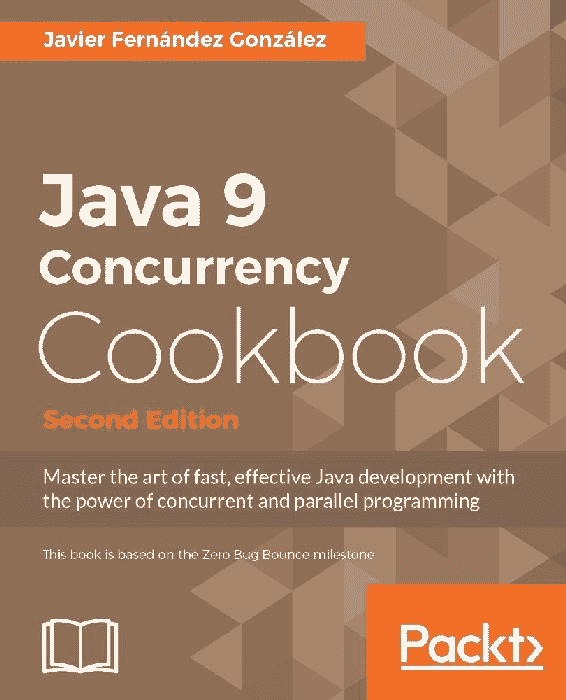 Javier Fernández González
Java 9
Concurrency
Cookbook
Second Edition
Master the art of fast, effective Java development with
the power of concurrent and parallel programming
This book is based on the Zero Bug Bounce milestone
Packt>